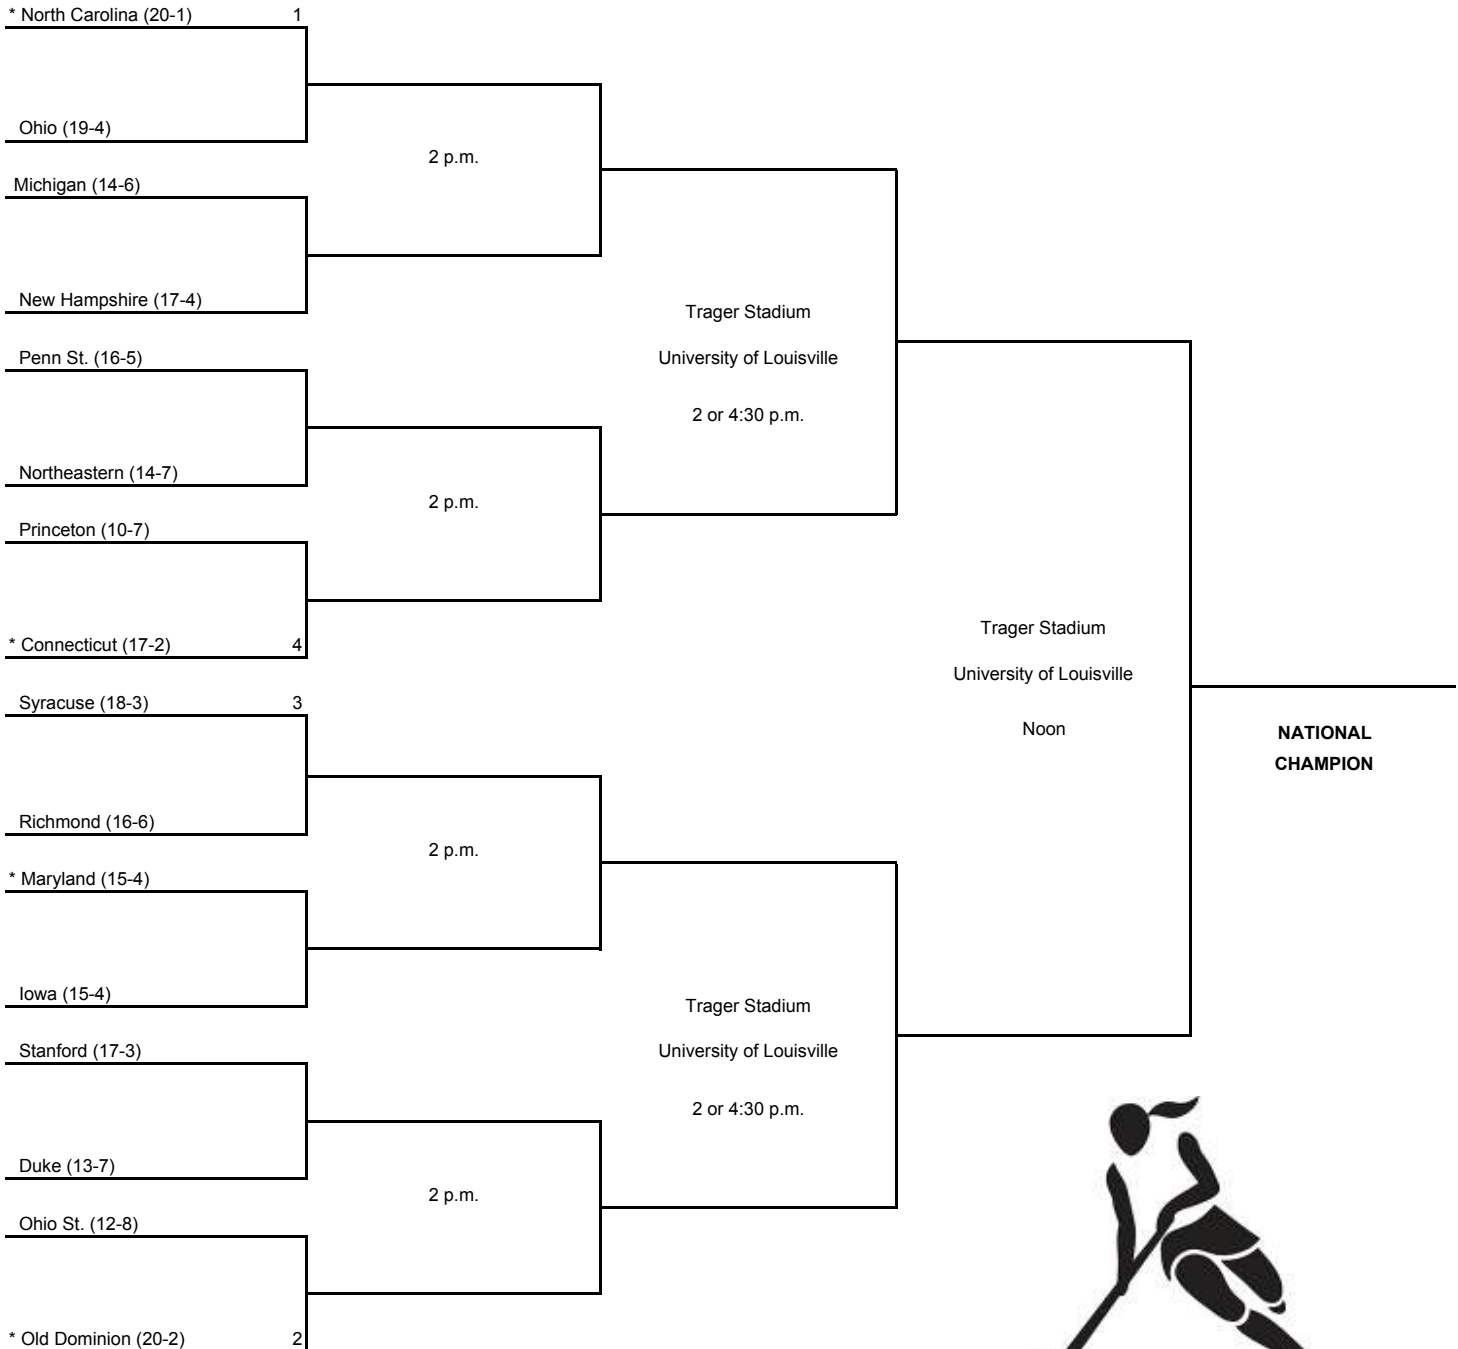 * North Carolina (20-1) 1
Ohio (19-4)
2 p.m.
Michigan (14-6)
New Hampshire (17-4)
Trager Stadium
University of Louisville
2 or 4:30 p.m.
Penn St. (16-5)
Northeastern (14-7)
2 p.m.
Princeton (10-7)
* Connecticut (17-2) 4
Trager Stadium
University of Louisville
Noon
NATIONAL
CHAMPION
Syracuse (18-3) 3
Richmond (16-6)
2 p.m.
* Maryland (15-4)
Iowa (15-4)
Trager Stadium
University of Louisville
2 or 4:30 p.m.
Stanford (17-3)
Duke (13-7)
2 p.m.
Ohio St. (12-8)
* Old Dominion (20-2) 2